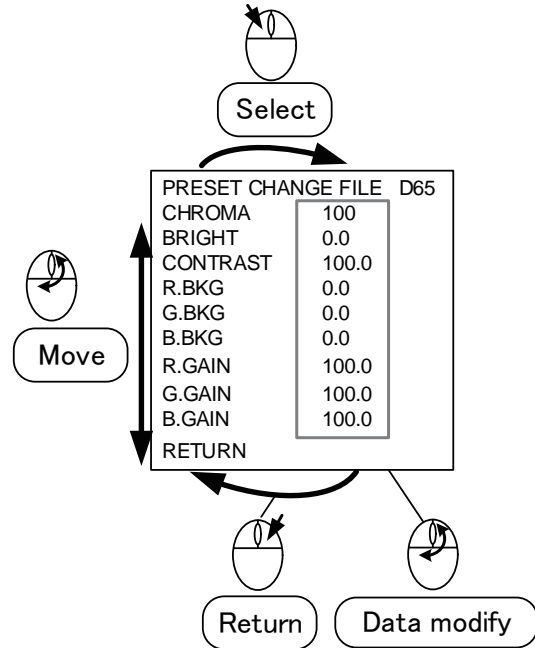 Select
PRESET CHANGE FILE D65
CHROMA 100
BRIGHT 0.0
CONTRAST 100.0
R.BKG 0.0
G.BKG 0.0
B.BKG 0.0
R.GAIN 100.0
G.GAIN 100.0
B.GAIN 100.0
RETURN
Move
Return
Data modify